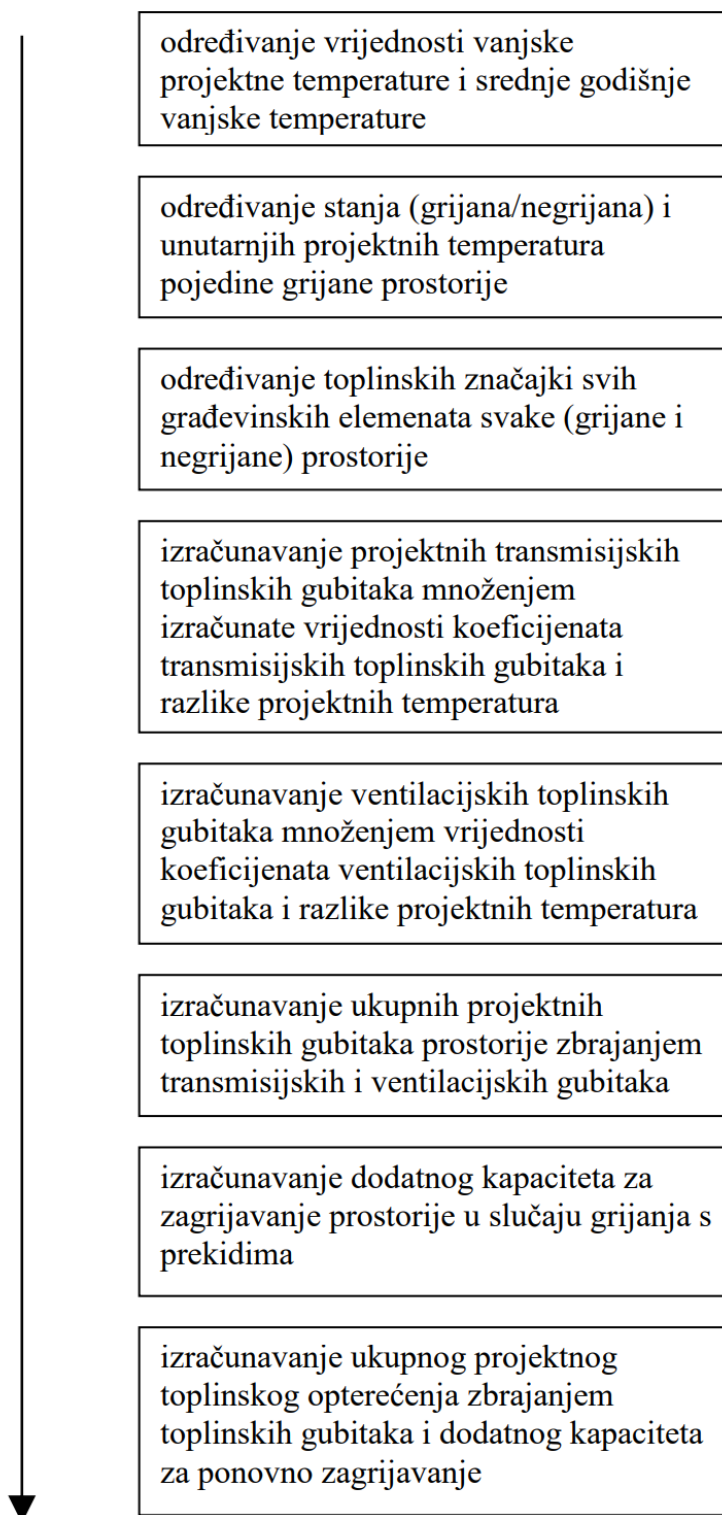 određivanje vrijednosti vanjske
projektne temperature i srednje godišnje
vanjske temperature
određivanje stanja (grijana/negrijana) i
unutarnjih projektnih temperatura
pojedine grijane prostorije
određivanje toplinskih značajki svih
građevinskih elemenata svake (grijane i
negrijane) prostorije
izračunavanje projektnih transmisijskih
toplinskih gubitaka množenjem
izračunate vrijednosti koeficijenata
transmisijskih toplinskih gubitaka i
razlike projektnih temperatura
izračunavanje ventilacijskih toplinskih
gubitaka množenjem vrijednosti
koeficijenata ventilacijskih toplinskih
gubitaka i razlike projektnih temperatura
izračunavanje ukupnih projektnih
toplinskih gubitaka prostorije zbrajanjem
transmisijskih i ventilacijskih gubitaka
izračunavanje dodatnog kapaciteta za
zagrijavanje prostorije u slučaju grijanja s
prekidima
izračunavanje ukupnog projektnog
toplinskog opterećenja zbrajanjem
toplinskih gubitaka i dodatnog kapaciteta
za ponovno zagrijavanje